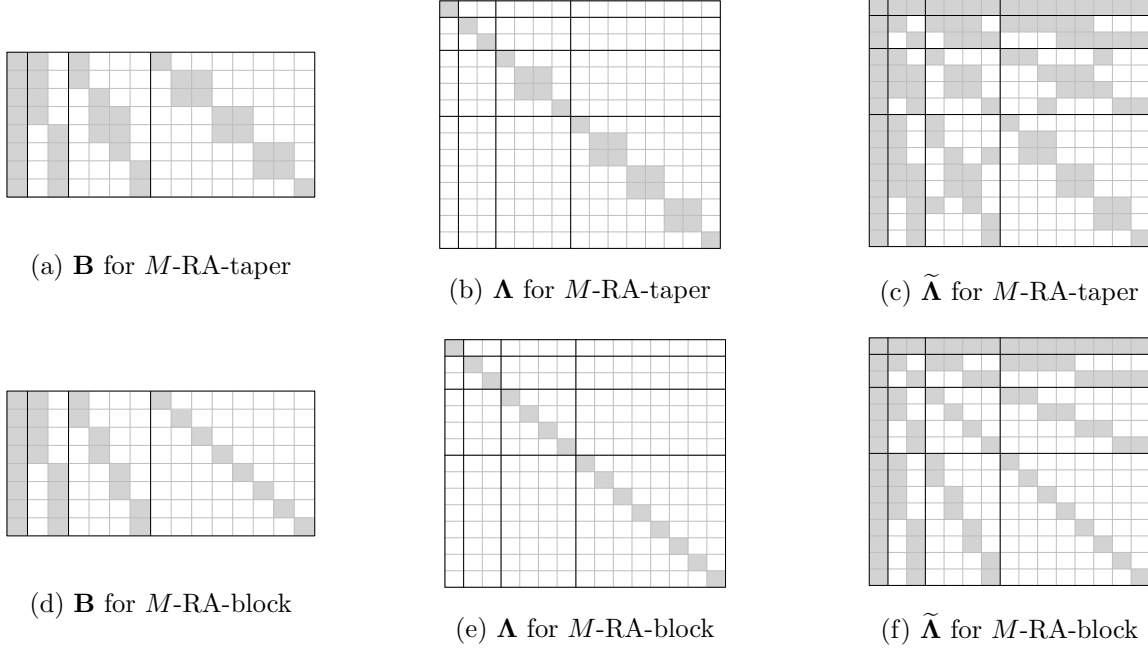 (a) B for M-RA-taper
(b) Λ for M-RA-taper
(c) Λ̃ for M-RA-taper
(d) B for M-RA-block
(e) Λ for M-RA-block
(f) Λ̃ for M-RA-block